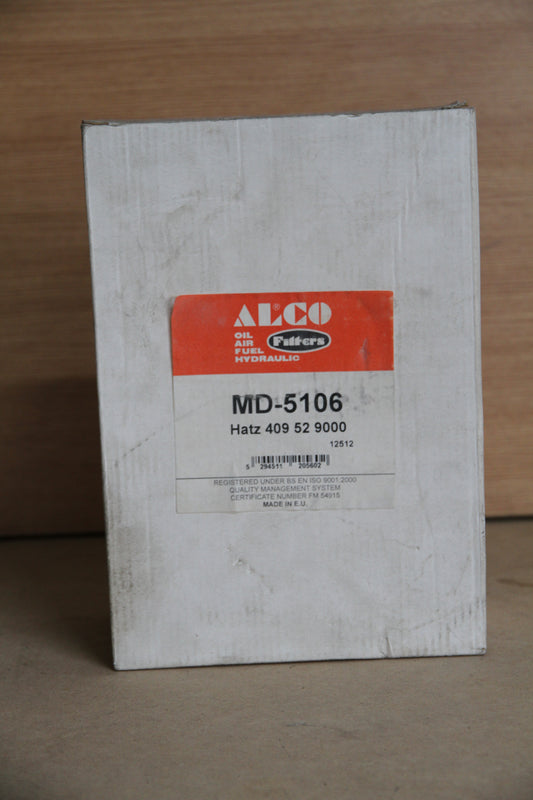 ALCO®
OIL
AIR
FUEL
HYDRAULIC
Filters
MD-5106
Hatz 409 52 9000
12512
5 294511 205602
REGISTERED UNDER BS EN ISO 9001:2000
QUALITY MANAGEMENT SYSTEM
CERTIFICATE NUMBER FM 54915
MADE IN E.U.